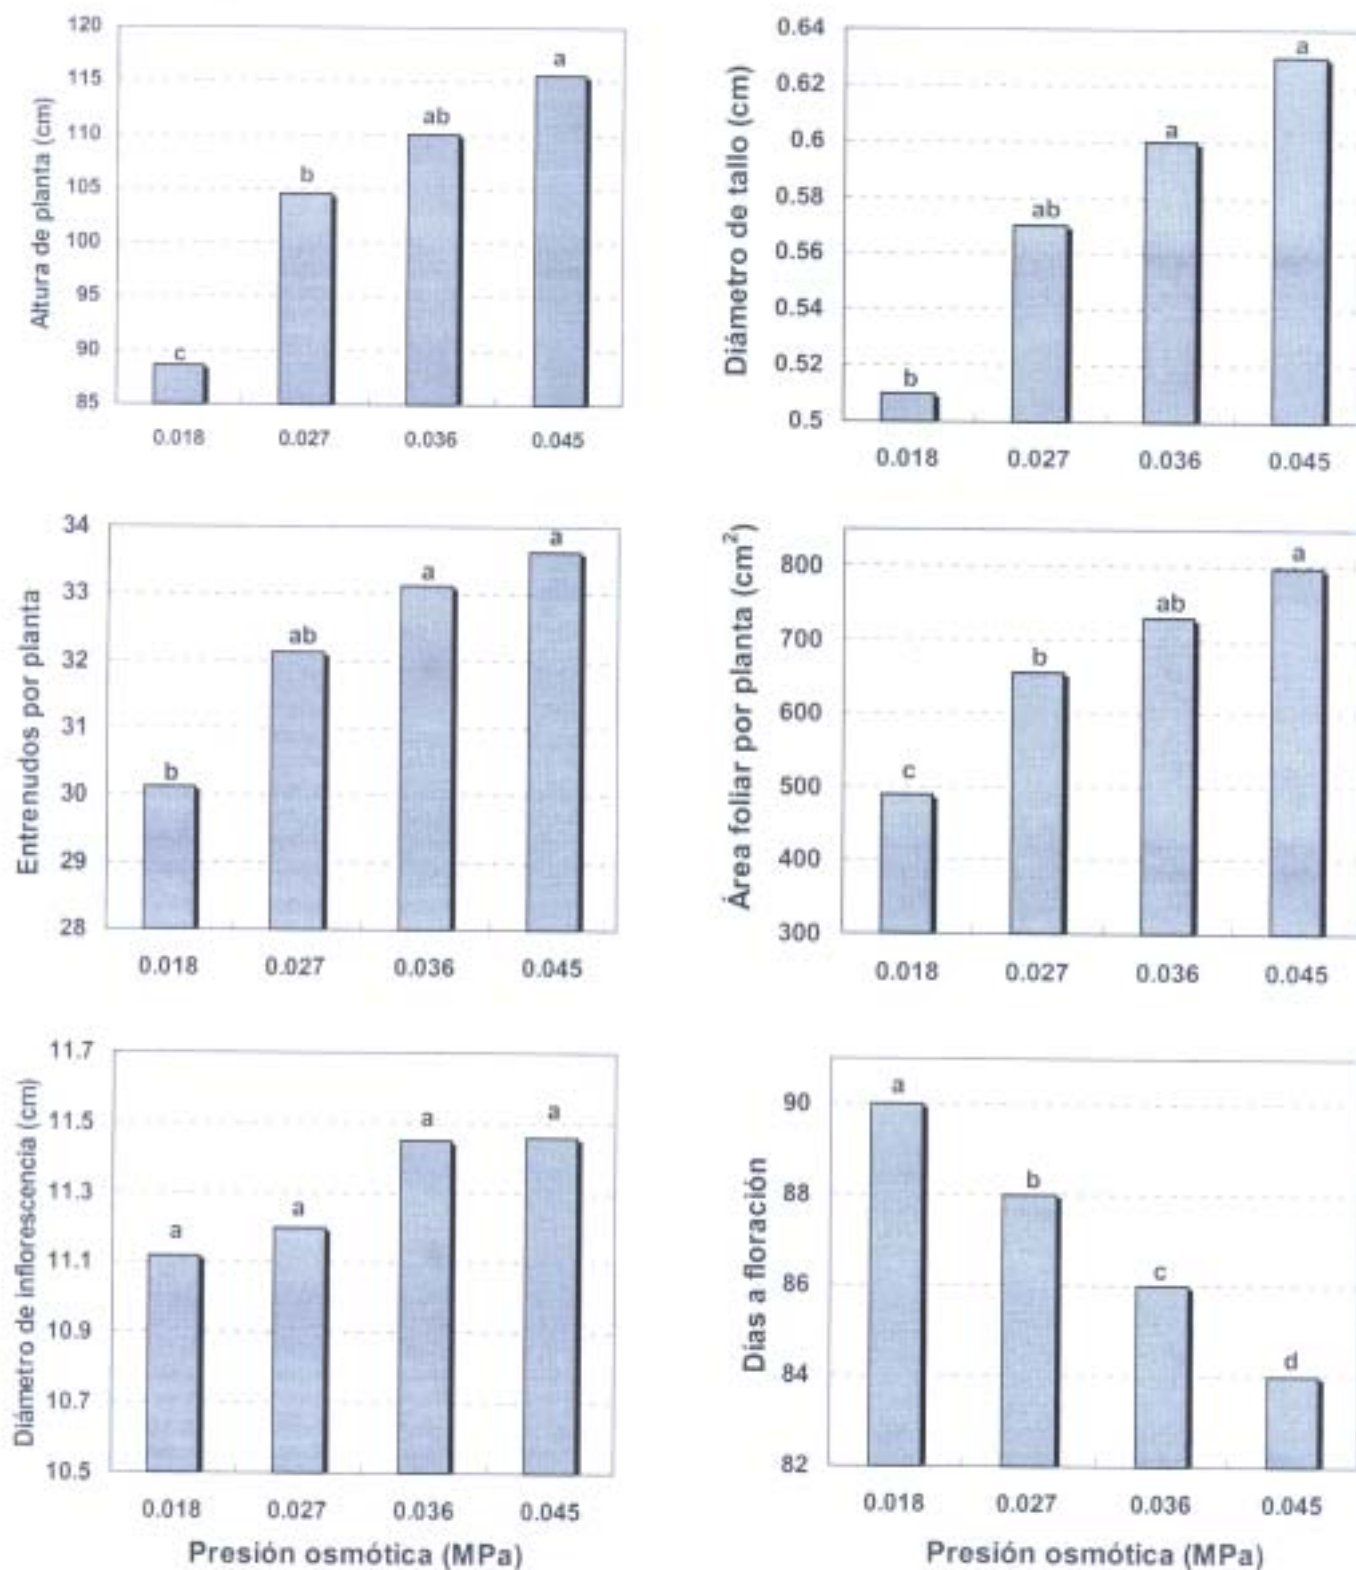 Altura de planta (cm)
120
115
110
105
100
95
90
85
c
b
ab
a
0.018 0.027 0.036 0.045
Diámetro de tallo (cm)
0.64
0.62
0.6
0.58
0.56
0.54
0.52
0.5
b
ab
a
a
0.018 0.027 0.036 0.045
Entrenudos por planta
34
33
32
31
30
29
28
b
ab
a
a
0.018 0.027 0.036 0.045
Área foliar por planta (cm²)
800
700
600
500
400
300
c
b
ab
a
0.018 0.027 0.036 0.045
Diámetro de inflorescencia (cm)
11.7
11.5
11.3
11.1
10.9
10.7
10.5
a
a
a
a
0.018 0.027 0.036 0.045
Presión osmótica (MPa)
Días a floración
90
88
86
84
82
a
b
c
d
0.018 0.027 0.036 0.045
Presión osmótica (MPa)